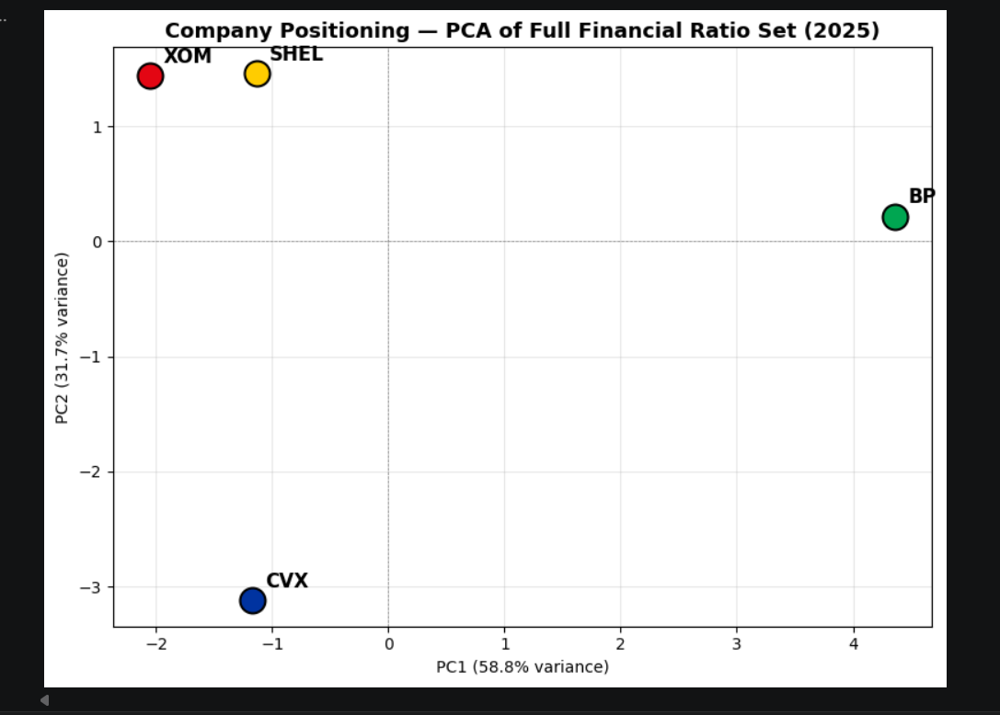 ..
Company Positioning — PCA of Full Financial Ratio Set (2025)
XOM
SHEL
BP
CVX
1
0
−1
−2
−3
PC2 (31.7% variance)
−2
−1
0
1
2
3
4
PC1 (58.8% variance)